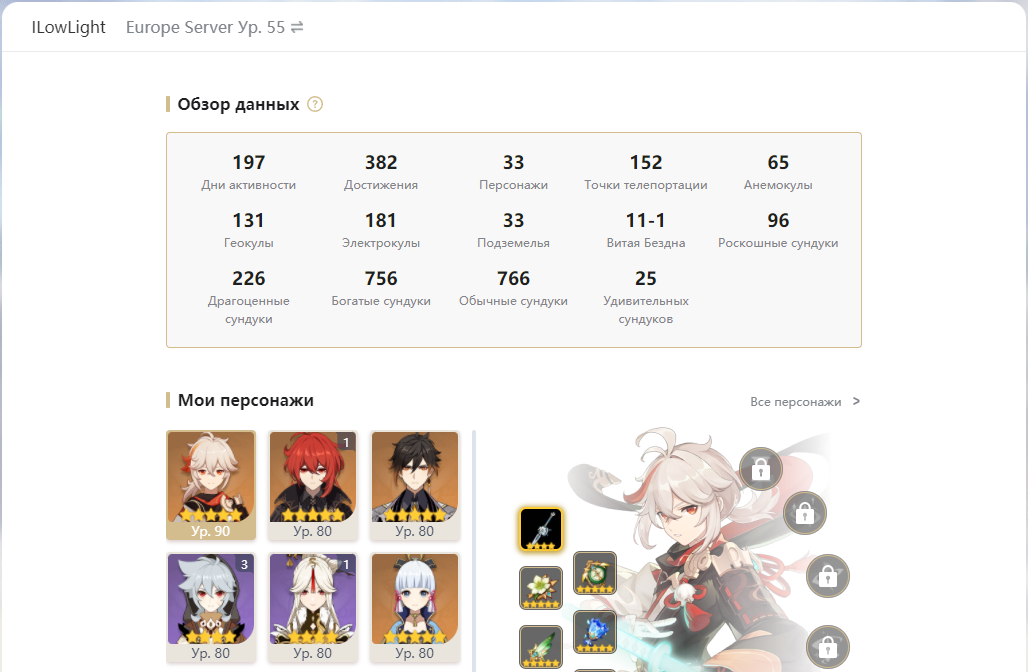 ILowLight Europe Server Ур. 55
Обзор данных ?
197 382 33 152 65
Дни активности Достижения Персонажи Точки телепортации Анемокулы
131 181 33 11-1 96
Геокулы Электрокулы Подземелья Витая Бездна Роскошные сундуки
226 756 766 25
Драгоценные Богатые сундуки Обычные сундуки Удивительных
сундуки сундуков
Мои персонажи Все персонажи >
1
Ур. 90 Ур. 80 Ур. 80
3 1
Ур. 80 Ур. 80 Ур. 80